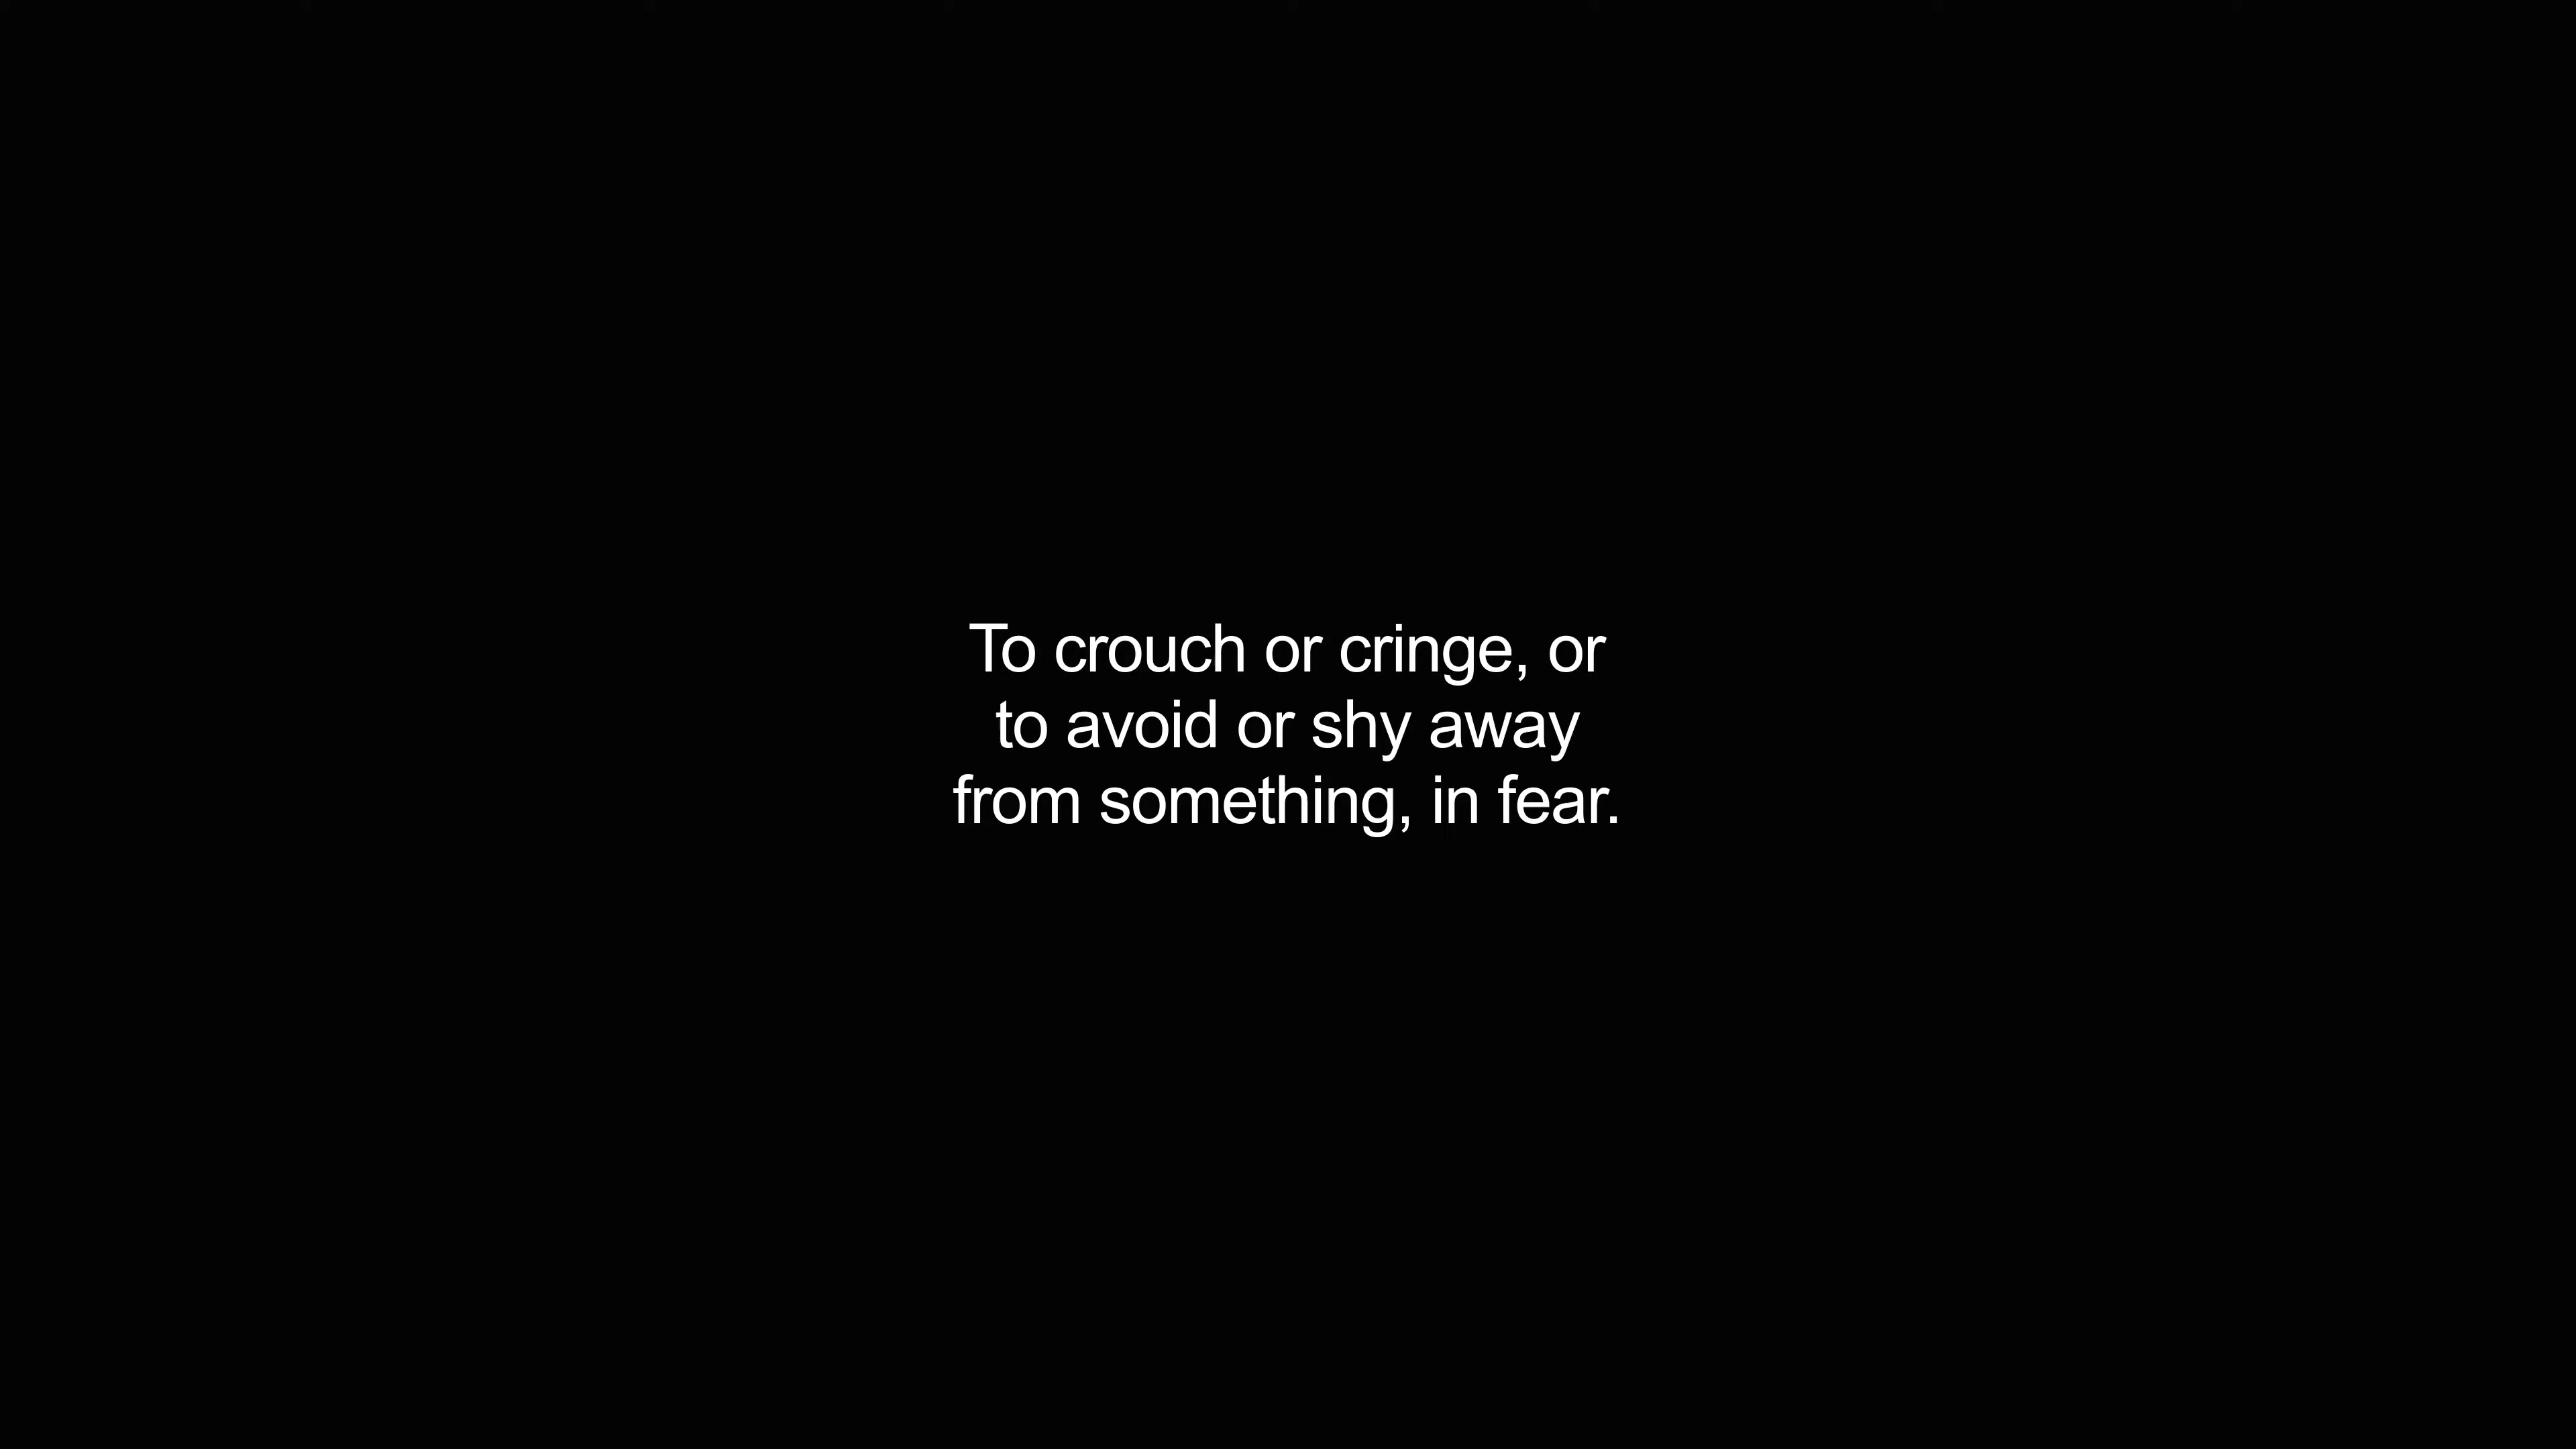 To crouch or cringe, or
to avoid or shy away
from something, in fear.